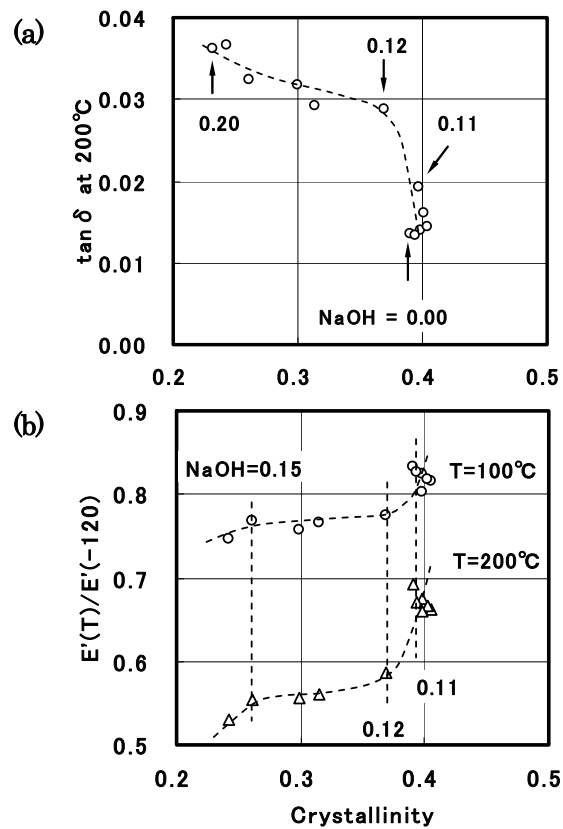 (a)
0.04
0.03
0.02
0.01
0.00
tanδ at 200℃
0.12
0.20
0.11
NaOH = 0.00
0.2 0.3 0.4 0.5
(b)
0.9
0.8
0.7
0.6
0.5
E'(T)/E'(-120)
NaOH=0.15
T=100℃
T=200℃
0.11
0.12
0.2 0.3 0.4 0.5
Crystallinity